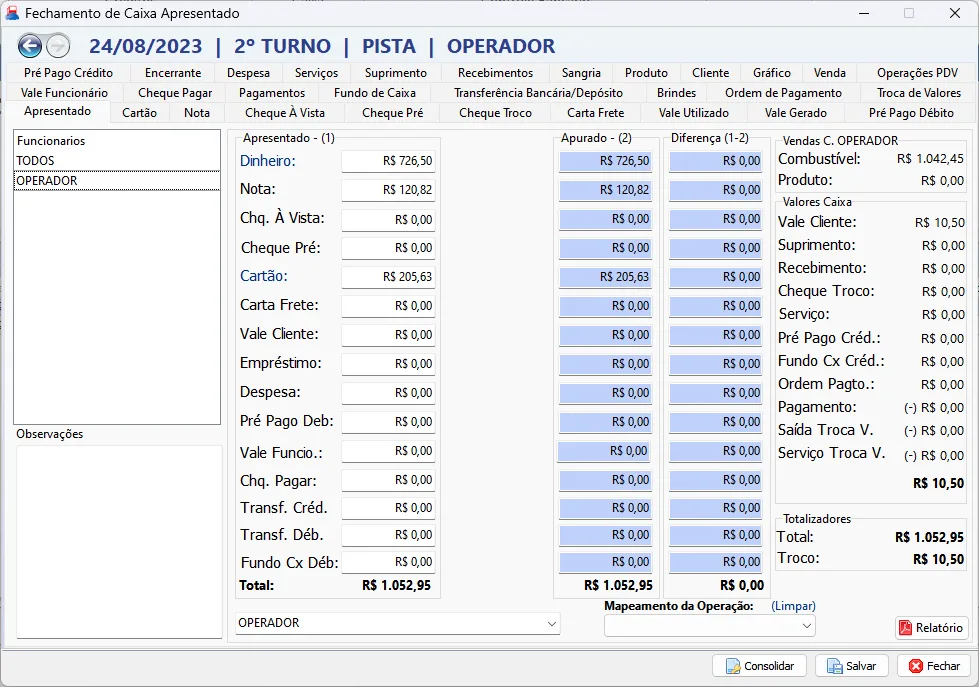 Fechamento de Caixa Apresentado
24/08/2023 | 2º TURNO | PISTA | OPERADOR
Pré Pago Crédito Encerrante Despesa Serviços Suprimento Recebimentos Sangria Produto Cliente Gráfico Venda Operações PDV
Vale Funcionário Cheque Pagar Pagamentos Fundo de Caixa Transferência Bancária/Depósito Brindes Ordem de Pagamento Troca de Valores
Apresentado Cartão Nota Cheque À Vista Cheque Pré Cheque Troco Carta Frete Vale Utilizado Vale Gerado Pré Pago Débito
Funcionarios
TODOS
OPERADOR
Observações
Apresentado - (1) Apurado - (2) Diferença (1-2)
Dinheiro: R$ 726,50 R$ 726,50 R$ 0,00
Nota: R$ 120,82 R$ 120,82 R$ 0,00
Chq. À Vista: R$ 0,00 R$ 0,00 R$ 0,00
Cheque Pré: R$ 0,00 R$ 0,00 R$ 0,00
Cartão: R$ 205,63 R$ 205,63 R$ 0,00
Carta Frete: R$ 0,00 R$ 0,00 R$ 0,00
Vale Cliente: R$ 0,00 R$ 0,00 R$ 0,00
Empréstimo: R$ 0,00 R$ 0,00 R$ 0,00
Despesa: R$ 0,00 R$ 0,00 R$ 0,00
Pré Pago Deb: R$ 0,00 R$ 0,00 R$ 0,00
Vale Funcio.: R$ 0,00 R$ 0,00 R$ 0,00
Chq. Pagar: R$ 0,00 R$ 0,00 R$ 0,00
Transf. Créd. R$ 0,00 R$ 0,00 R$ 0,00
Transf. Déb. R$ 0,00 R$ 0,00 R$ 0,00
Fundo Cx Déb: R$ 0,00 R$ 0,00 R$ 0,00
Total: R$ 1.052,95 R$ 1.052,95 R$ 0,00
OPERADOR
Mapeamento da Operação: (Limpar)
Vendas C. OPERADOR
Combustível: R$ 1.042,45
Produto: R$ 0,00
Valores Caixa
Vale Cliente: R$ 10,50
Suprimento: R$ 0,00
Recebimento: R$ 0,00
Cheque Troco: R$ 0,00
Serviço: R$ 0,00
Pré Pago Créd.: R$ 0,00
Fundo Cx Créd.: R$ 0,00
Ordem Pagto.: R$ 0,00
Pagamento: (-) R$ 0,00
Saída Troca V. (-) R$ 0,00
Serviço Troca V. (-) R$ 0,00
R$ 10,50
Totalizadores
Total: R$ 1.052,95
Troco: R$ 10,50
Relatório
Consolidar Salvar Fechar